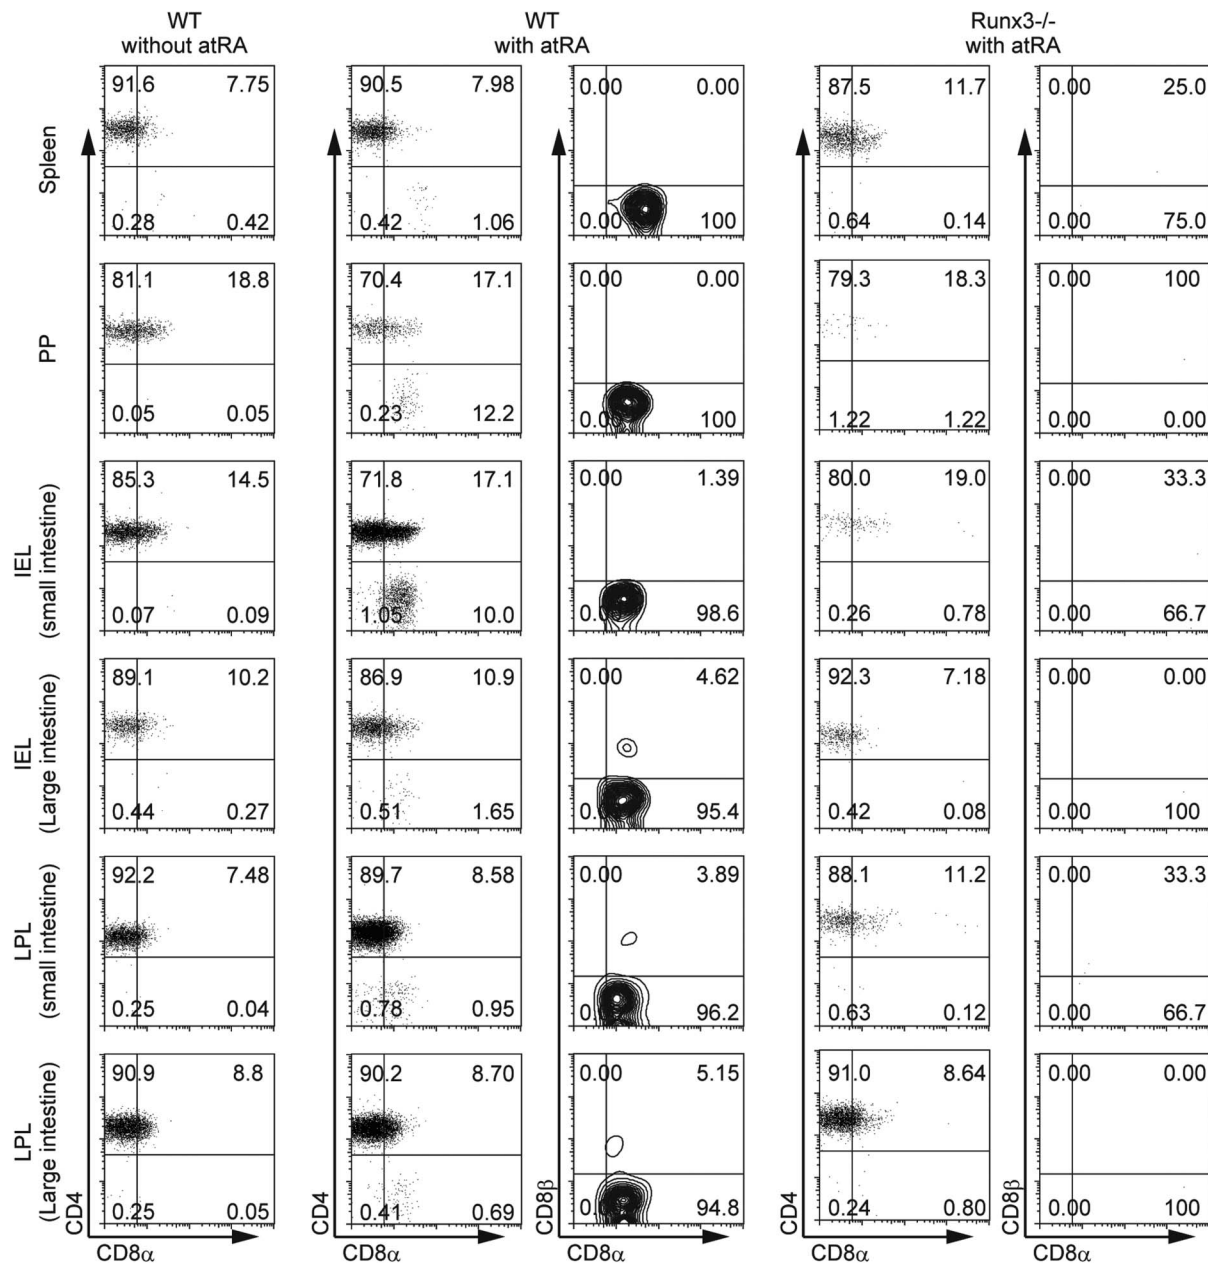 WT
without atRA
WT
with atRA
Runx3-/-
with atRA
Spleen
91.6 7.75
0.28 0.42
90.5 7.98
0.42 1.06
0.00 0.00
0.00 100
87.5 11.7
0.64 0.14
0.00 25.0
0.00 75.0
PP
81.1 18.8
0.05 0.05
70.4 17.1
0.23 12.2
0.00 0.00
0.00 100
79.3 18.3
1.22 1.22
0.00 100
0.00 0.00
IEL
(small intestine)
85.3 14.5
0.07 0.09
71.8 17.1
1.05 10.0
0.00 1.39
0.00 98.6
80.0 19.0
0.26 0.78
0.00 33.3
0.00 66.7
IEL
(Large intestine)
89.1 10.2
0.44 0.27
86.9 10.9
0.51 1.65
0.00 4.62
95.4
92.3 7.18
0.42 0.08
0.00 0.00
0.00 100
LPL
(small intestine)
92.2 7.48
0.25 0.04
89.7 8.58
0.78 0.95
0.00 3.89
96.2
88.1 11.2
0.63 0.12
0.00 33.3
0.00 66.7
LPL
(Large intestine)
90.9 8.8
0.25 0.05
90.2 8.70
0.41 0.69
0.00 5.15
94.8
91.0 8.64
0.24 0.80
0.00 0.00
0.00 100
CD4
CD8α
CD4
CD8α
CD8β
CD8α
CD4
CD8α
CD8β
CD8α